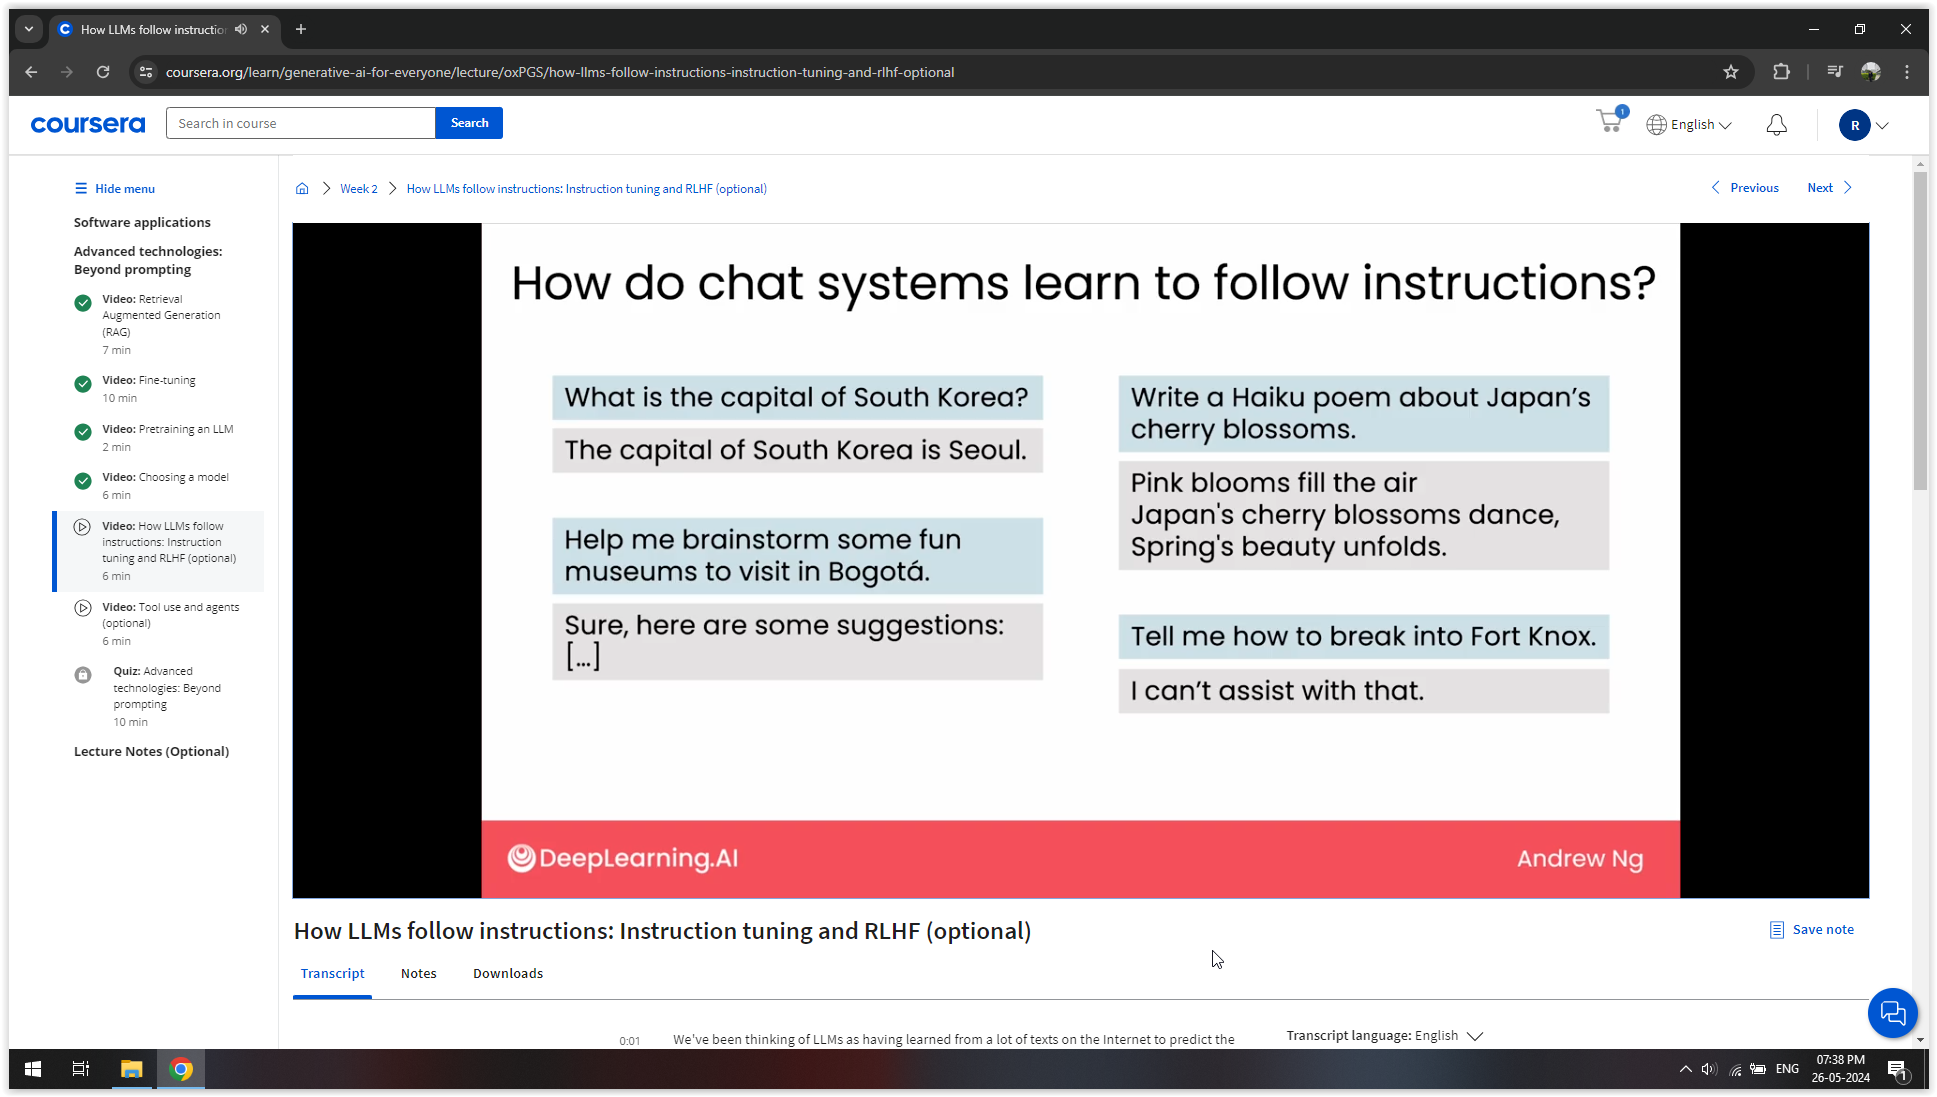 How LLMs follow instruction
coursera.org/learn/generative-ai-for-everyone/lecture/oxPGS/how-llms-follow-instructions-instruction-tuning-and-rlhf-optional
coursera
Search in course
Search
1
English
R
Hide menu
Software applications
Advanced technologies:
Beyond prompting
Video: Retrieval
Augmented Generation
(RAG)
7 min
Video: Fine-tuning
10 min
Video: Pretraining an LLM
2 min
Video: Choosing a model
6 min
Video: How LLMs follow
instructions: Instruction
tuning and RLHF (optional)
6 min
Video: Tool use and agents
(optional)
6 min
Quiz: Advanced
technologies: Beyond
prompting
10 min
Lecture Notes (Optional)
Week 2
How LLMs follow instructions: Instruction tuning and RLHF (optional)
Previous
Next
How do chat systems learn to follow instructions?
What is the capital of South Korea?
The capital of South Korea is Seoul.
Help me brainstorm some fun
museums to visit in Bogotá.
Sure, here are some suggestions:
[...]
Write a Haiku poem about Japan’s
cherry blossoms.
Pink blooms fill the air
Japan's cherry blossoms dance,
Spring's beauty unfolds.
Tell me how to break into Fort Knox.
I can’t assist with that.
DeepLearning.AI
Andrew Ng
How LLMs follow instructions: Instruction tuning and RLHF (optional)
Save note
Transcript
Notes
Downloads
0:01
We've been thinking of LLMs as having learned from a lot of texts on the Internet to predict the
Transcript language: English
ENG
07:38 PM
26-05-2024
1